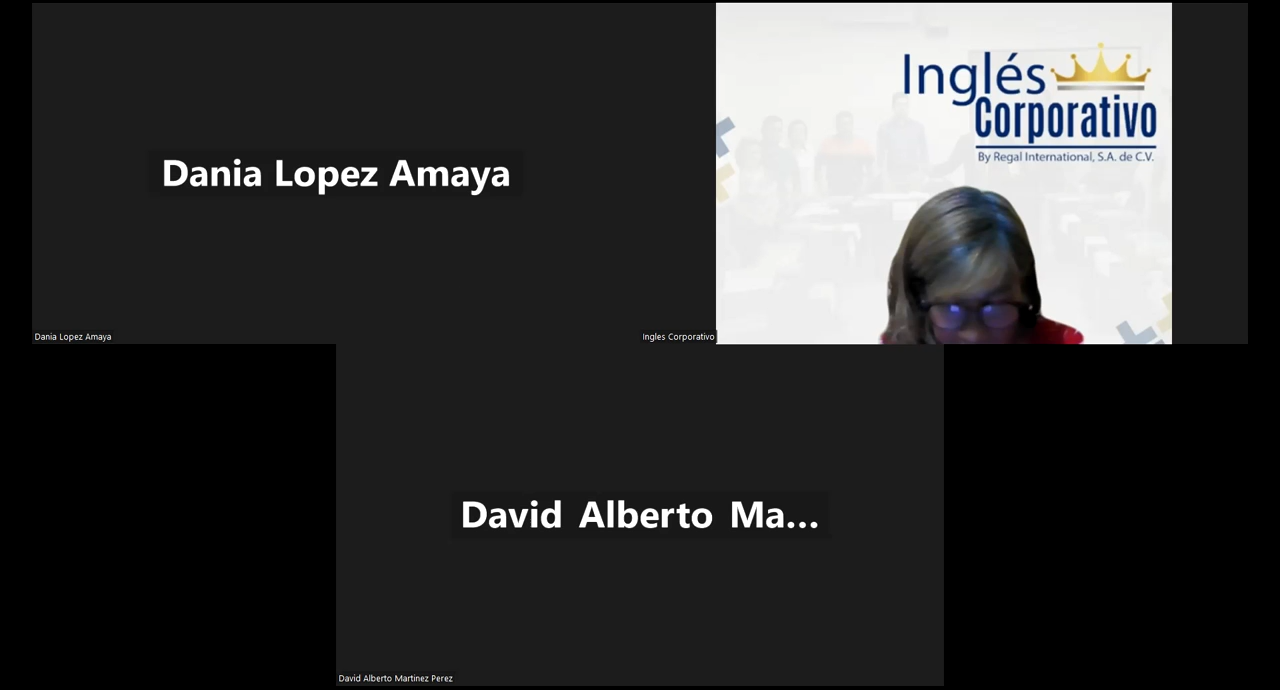 Dania Lopez Amaya
Inglés
Corporativo
By Regal International, S.A. de C.V.
Dania Lopez Amaya
Ingles Corporativo
David Alberto Ma...
David Alberto Martinez Perez